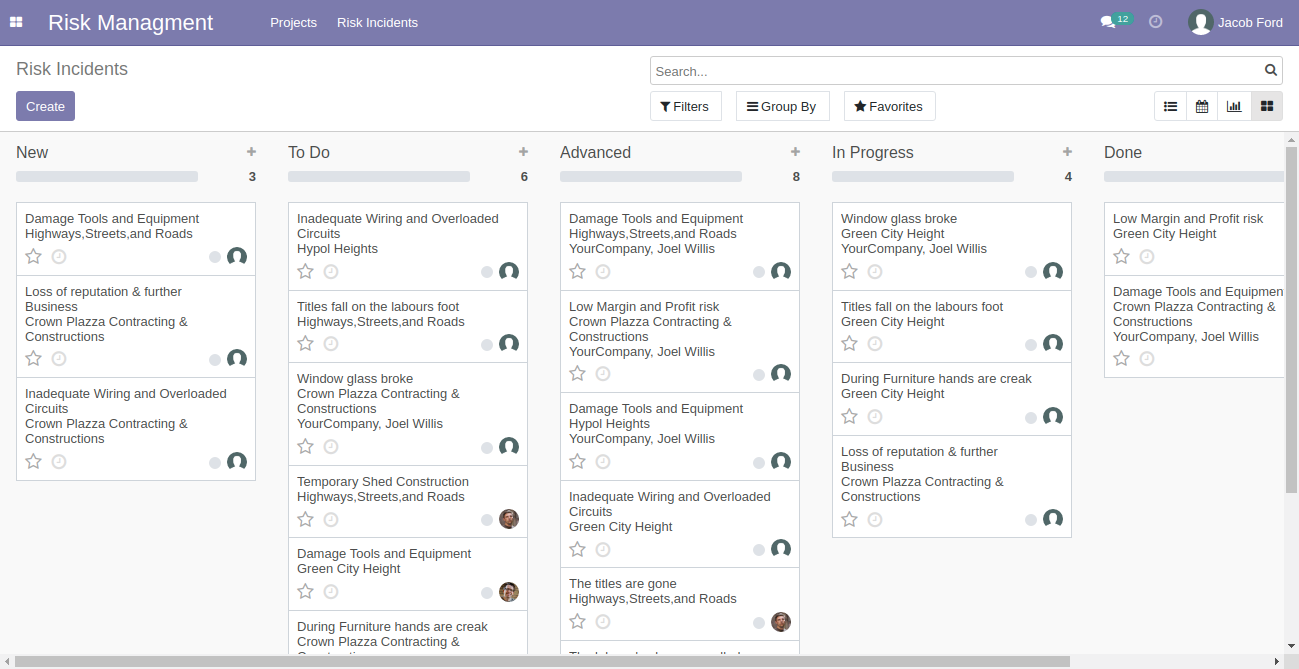 Risk Managment
Projects
Risk Incidents
12
Jacob Ford
Risk Incidents
Search...
Create
Filters
Group By
Favorites
New
3
Damage Tools and Equipment
Highways,Streets,and Roads
Loss of reputation & further
Business
Crown Plazza Contracting &
Constructions
Inadequate Wiring and Overloaded
Circuits
Crown Plazza Contracting &
Constructions
To Do
6
Inadequate Wiring and Overloaded
Circuits
Hypol Heights
Titles fall on the labours foot
Highways,Streets,and Roads
Window glass broke
Crown Plazza Contracting &
Constructions
YourCompany, Joel Willis
Temporary Shed Construction
Highways,Streets,and Roads
Damage Tools and Equipment
Green City Height
During Furniture hands are creak
Crown Plazza Contracting &
Advanced
8
Damage Tools and Equipment
Highways,Streets,and Roads
YourCompany, Joel Willis
Low Margin and Profit risk
Crown Plazza Contracting &
Constructions
YourCompany, Joel Willis
Damage Tools and Equipment
Hypol Heights
YourCompany, Joel Willis
Inadequate Wiring and Overloaded
Circuits
Green City Height
The titles are gone
Highways,Streets,and Roads
In Progress
4
Window glass broke
Green City Height
YourCompany, Joel Willis
Titles fall on the labours foot
Green City Height
During Furniture hands are creak
Green City Height
Loss of reputation & further
Business
Crown Plazza Contracting &
Constructions
Done
Low Margin and Profit risk
Green City Height
Damage Tools and Equipmen
Crown Plazza Contracting &
Constructions
YourCompany, Joel Willis